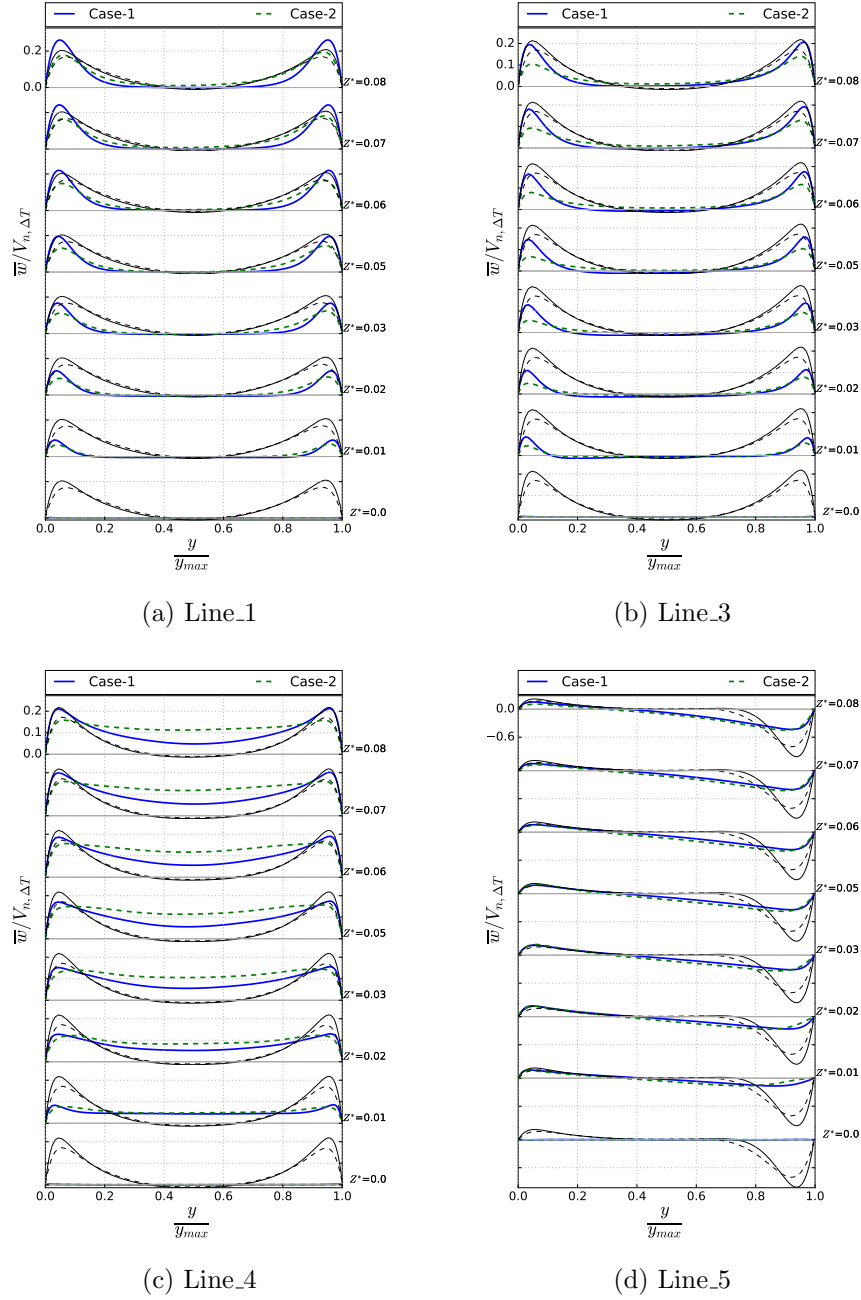 Case-1 Case-2
0.2
0.0
Z*=0.08
Z*=0.07
Z*=0.06
Z*=0.05
Z*=0.03
Z*=0.02
Z*=0.01
Z*=0.0
w̅/V_{n, ΔT}
0.0 0.2 0.4 0.6 0.8 1.0
y
y_{max}
(a) Line_1
Case-1 Case-2
0.2
0.0
Z*=0.08
Z*=0.07
Z*=0.06
Z*=0.05
Z*=0.03
Z*=0.02
Z*=0.01
Z*=0.0
w̅/V_{n, ΔT}
0.0 0.2 0.4 0.6 0.8 1.0
y
y_{max}
(b) Line_3
Case-1 Case-2
0.2
0.0
Z*=0.08
Z*=0.07
Z*=0.06
Z*=0.05
Z*=0.03
Z*=0.02
Z*=0.01
Z*=0.0
w̅/V_{n, ΔT}
0.0 0.2 0.4 0.6 0.8 1.0
y
y_{max}
(c) Line_4
Case-1 Case-2
0.0
−0.6
Z*=0.08
Z*=0.07
Z*=0.06
Z*=0.05
Z*=0.03
Z*=0.02
Z*=0.01
Z*=0.0
w̅/V_{n, ΔT}
0.0 0.2 0.4 0.6 0.8 1.0
y
y_{max}
(d) Line_5